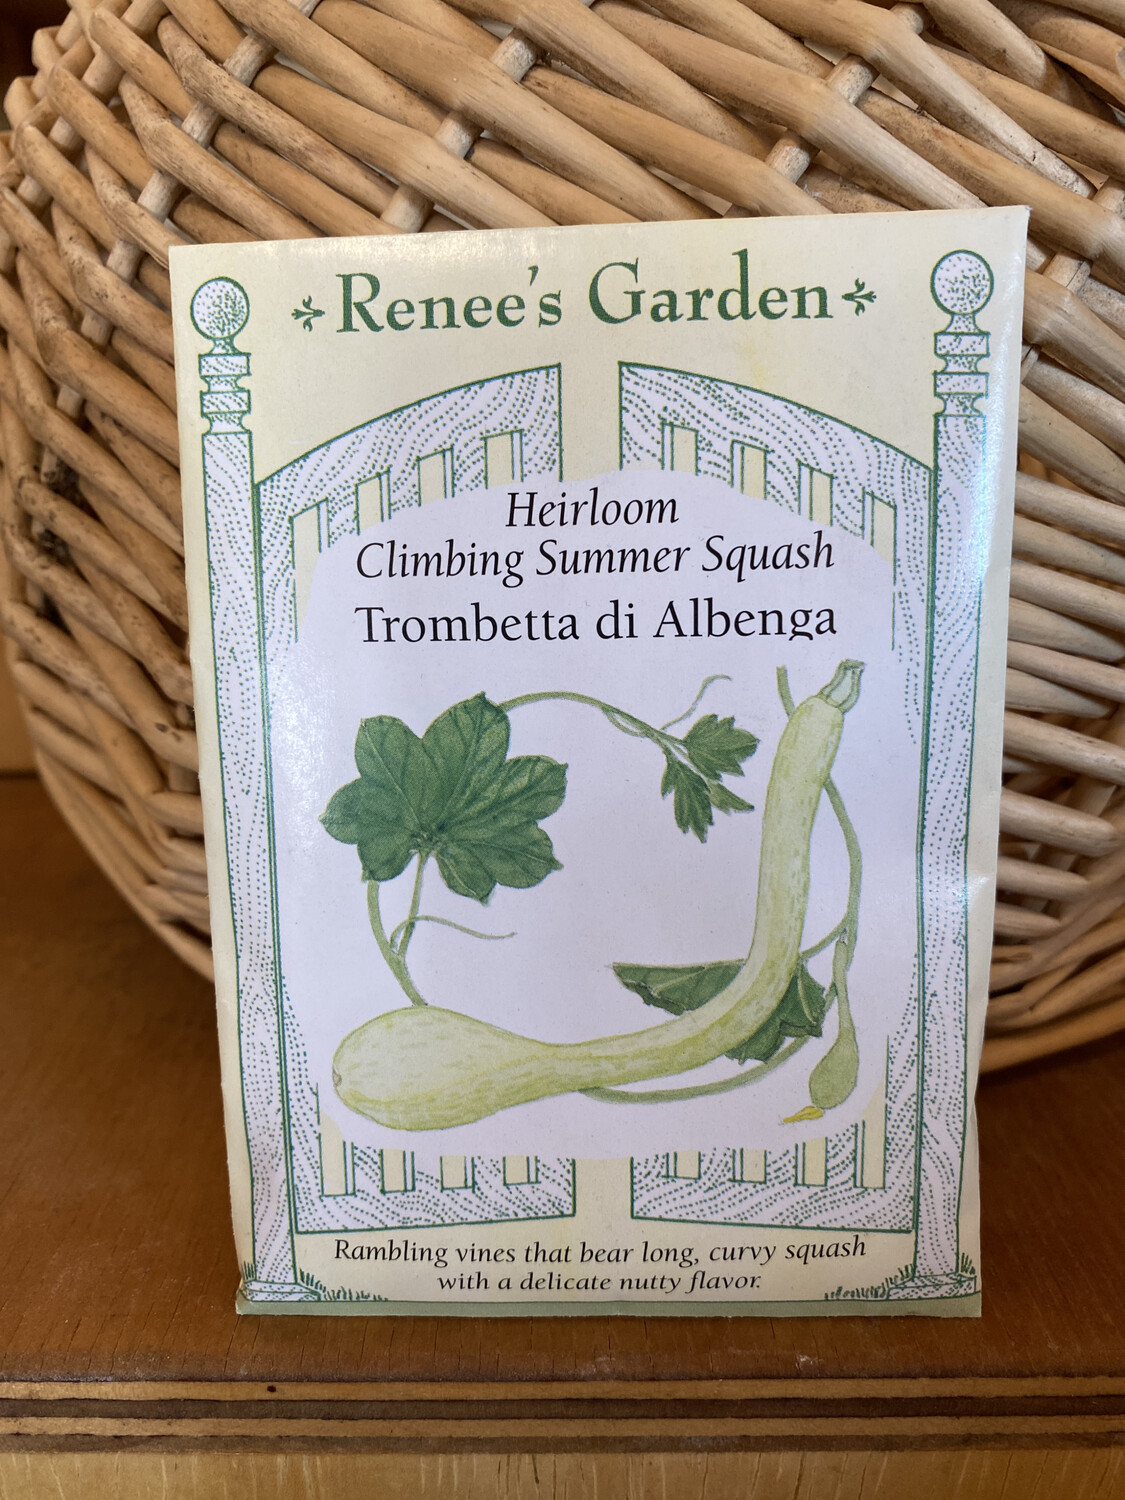 Renee's Garden
Heirloom
Climbing Summer Squash
Trombetta di Albenga
Rambling vines that bear long, curvy squash
with a delicate nutty flavor.